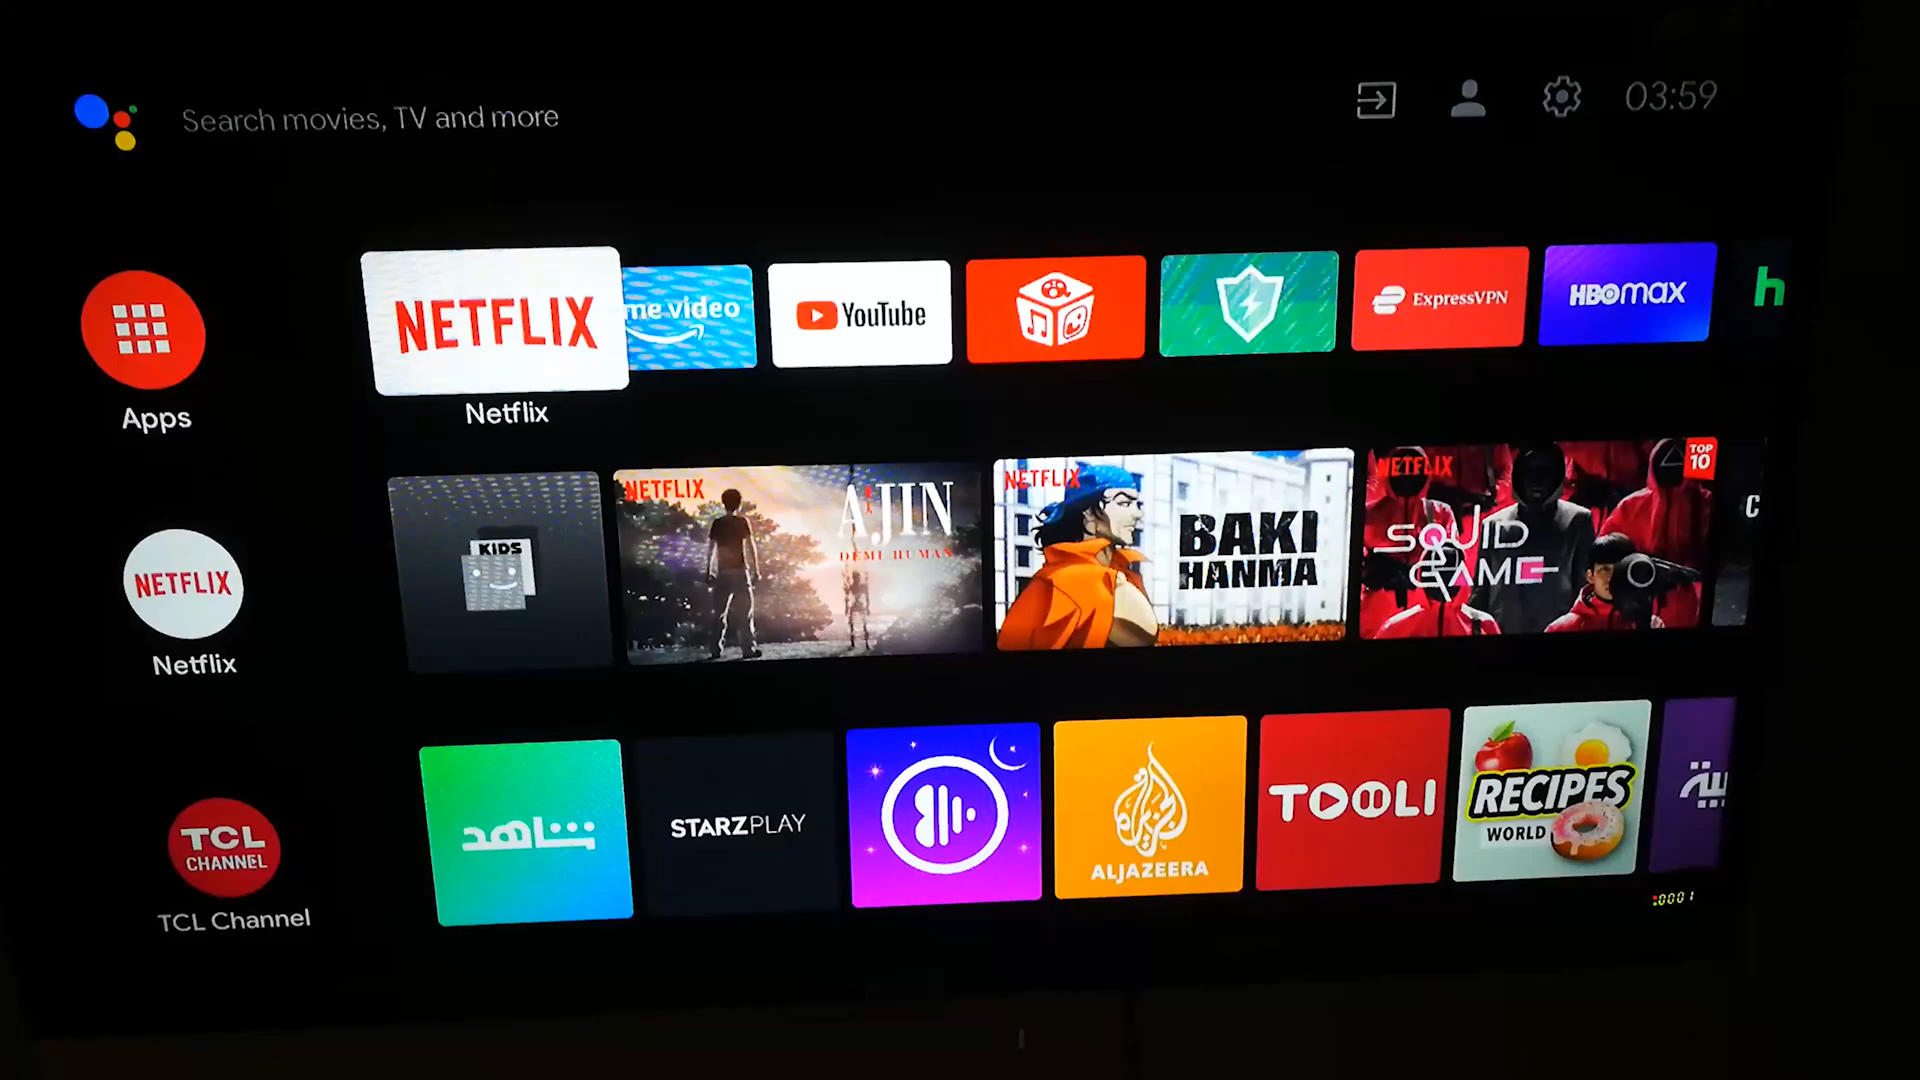 Search movies, TV and more
03:59
NETFLIX
me video
YouTube
ExpressVPN
HBOmax
h
Apps
Netflix
KIDS
NETFLIX
AJIN
DEMI HUMAN
NETFLIX
BAKI
HANMA
NETFLIX
TOP
10
SQUID
GAME
C
NETFLIX
Netflix
شاهد
STARZPLAY
الجزيرة
ALJAZEERA
TOOLI
RECIPES
WORLD
TCL
CHANNEL
TCL Channel
:0001